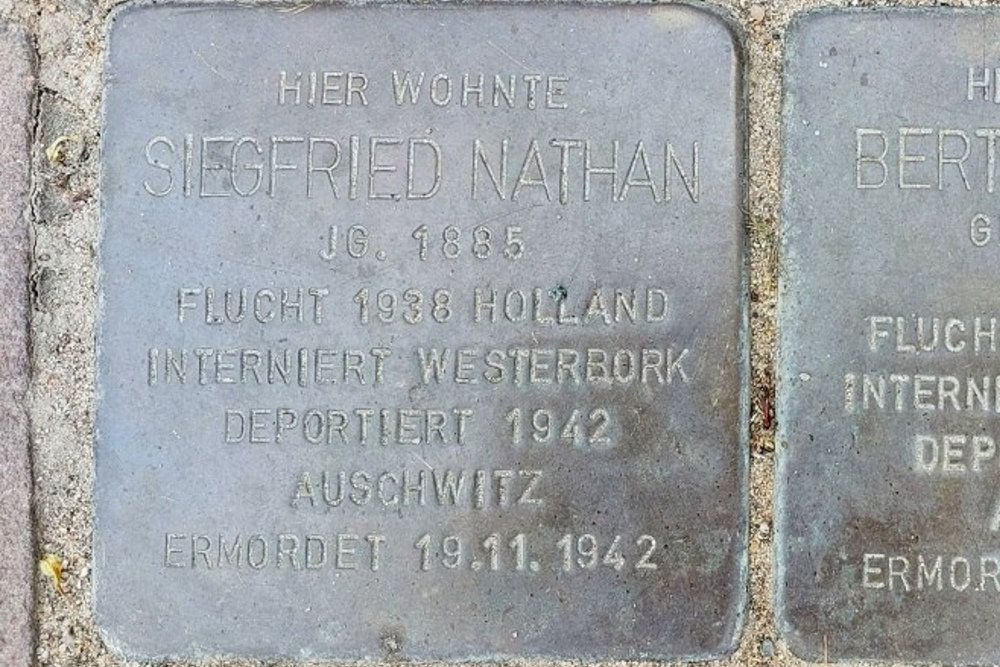 HIER WOHNTE
SIEGFRIED NATHAN
JG. 1885
FLUCHT 1938 HOLLAND
INTERNIERT WESTERBORK
DEPORTIERT 1942
AUSCHWITZ
ERMORDET 19.11.1942